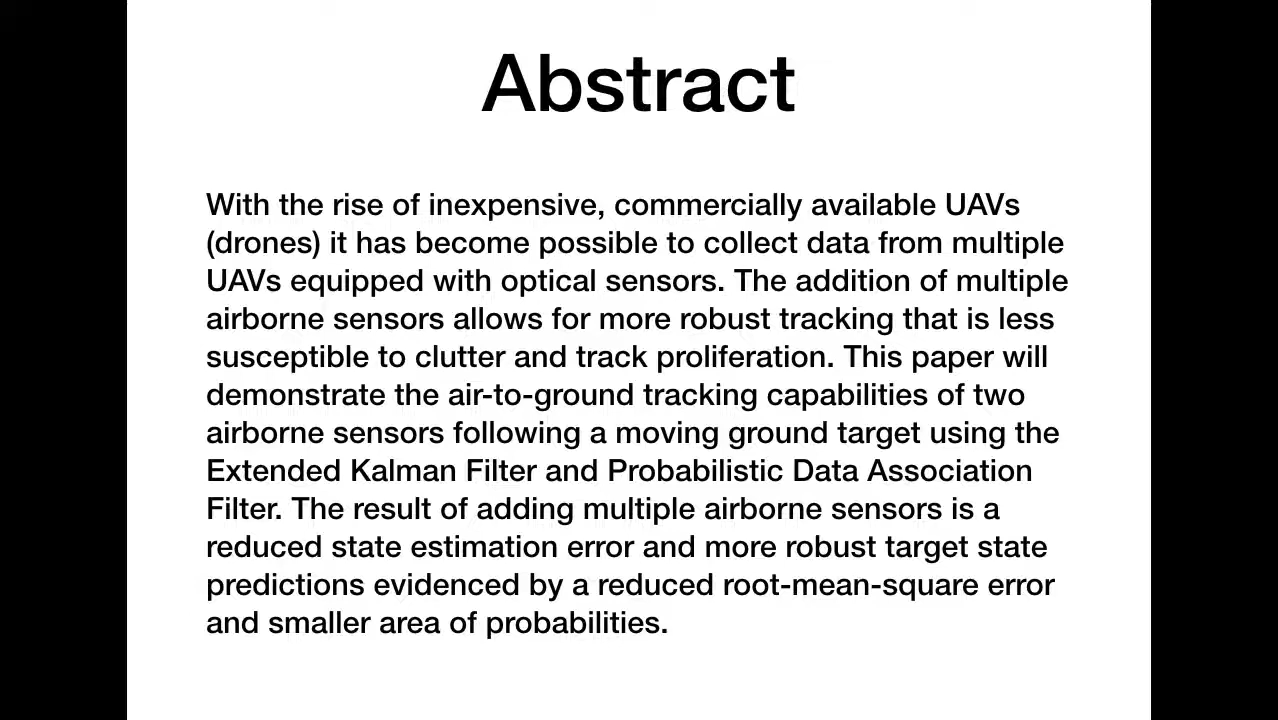 Abstract
With the rise of inexpensive, commercially available UAVs
(drones) it has become possible to collect data from multiple
UAVs equipped with optical sensors. The addition of multiple
airborne sensors allows for more robust tracking that is less
susceptible to clutter and track proliferation. This paper will
demonstrate the air-to-ground tracking capabilities of two
airborne sensors following a moving ground target using the
Extended Kalman Filter and Probabilistic Data Association
Filter. The result of adding multiple airborne sensors is a
reduced state estimation error and more robust target state
predictions evidenced by a reduced root-mean-square error
and smaller area of probabilities.